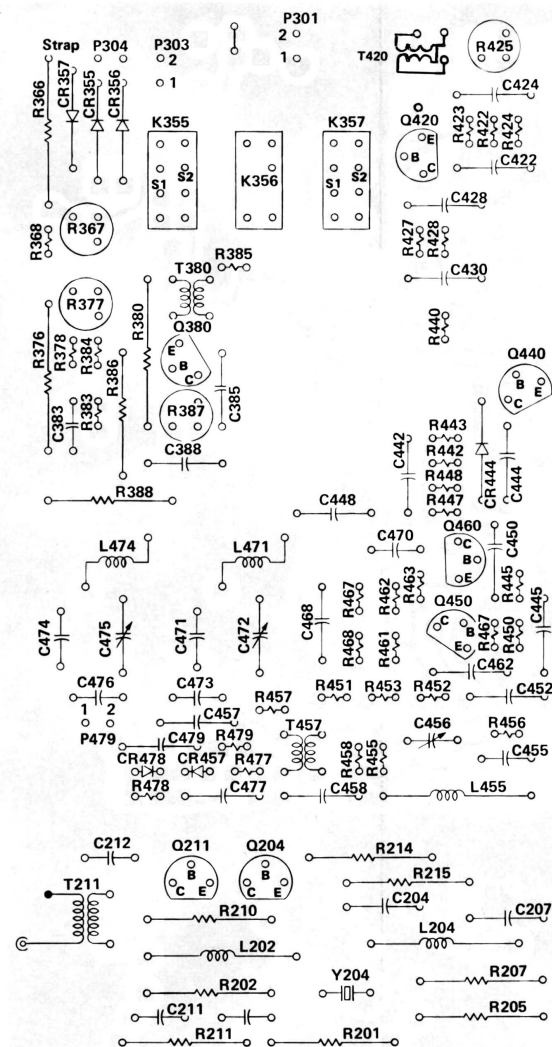 P301
2
1
T420
R425
Strap P304 P303
2
1
R366
CR357
CR355
CR356
C424
Q420
E
B
C
R423
R422
R424
C422
K355
S1 S2
K356
K357
S1 S2
C428
R367
R368
R427
R428
R385
T380
C430
R377
R376
R378
R384
R380
R386
Q380
E
B
C
R440
Q440
B
C E
C383
R383
R387
C385
C388
R443
R442
R448
R447
C442
CR444
C444
R388
C448
Q460
C
B
E
C450
C470
L474
L471
R463
R445
C445
C474
C475
C471
C472
C468
R467
R462
Q450
C
B
E
R468
R461
R467
R450
C462
C476
1 2
P479
C473
R457
R451
R453
R452
C452
C457
T457
C456
R456
C479
R479
C455
CR478
CR457
R477
R458
R455
R478
C477
C458
L455
C212
Q211
B
C E
Q204
B
C E
R214
T211
R215
C204
R210
C207
L202
L204
R202
Y204
R207
C211
R205
R211
R201